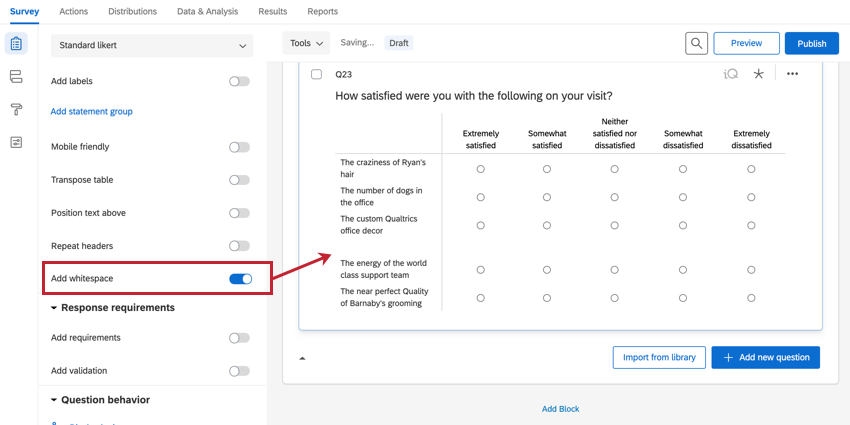 Survey
Actions
Distributions
Data & Analysis
Results
Reports
Standard likert
Tools
Saving...
Draft
Preview
Publish
Add labels
Add statement group
Mobile friendly
Transpose table
Position text above
Repeat headers
Add whitespace
Response requirements
Add requirements
Add validation
Question behavior
Q23
iQ
How satisfied were you with the following on your visit?
Extremely
satisfied
Somewhat
satisfied
Neither
satisfied nor
dissatisfied
Somewhat
dissatisfied
Extremely
dissatisfied
The craziness of Ryan's
hair
The number of dogs in
the office
The custom Qualtrics
office decor
The energy of the world
class support team
The near perfect Quality
of Barnaby's grooming
Import from library
Add new question
Add Block